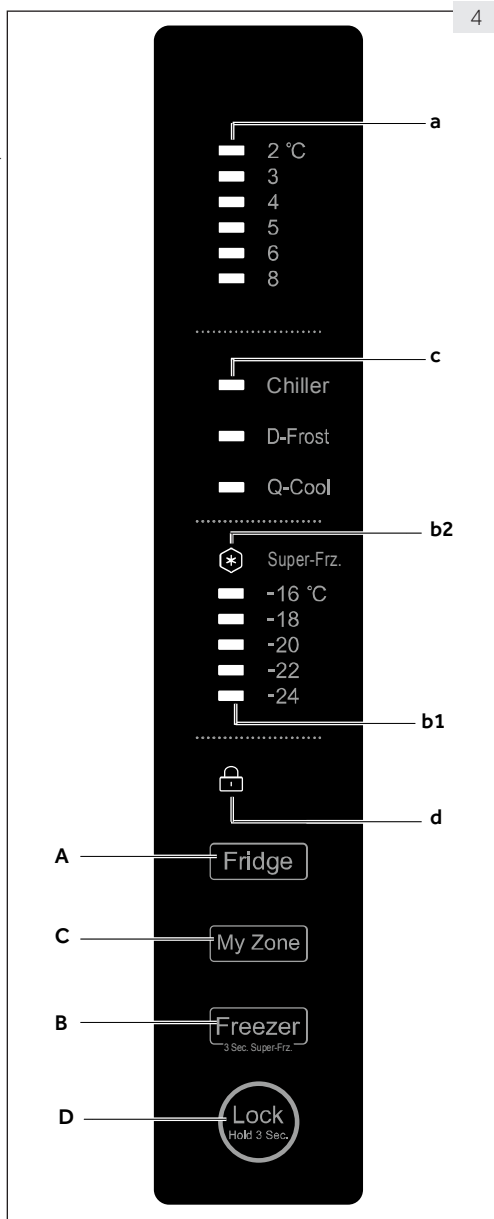 4
a
2 °C
3
4
5
6
8
c
Chiller
D-Frost
Q-Cool
b2
Super-Frz.
-16 °C
-18
-20
-22
-24
b1
d
A
Fridge
C
My Zone
B
Freezer
3 Sec. Super-Frz.
D
Lock
Hold 3 Sec.